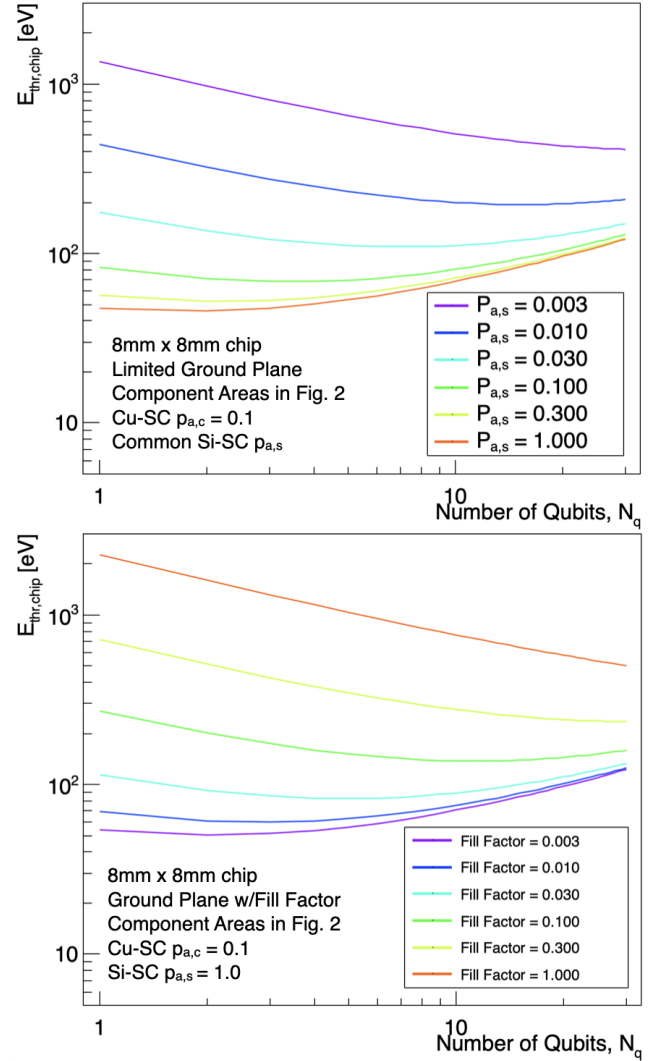 E_thr,chip [eV]
10³
10²
10
P_a,s = 0.003
P_a,s = 0.010
P_a,s = 0.030
P_a,s = 0.100
P_a,s = 0.300
P_a,s = 1.000
8mm x 8mm chip
Limited Ground Plane
Component Areas in Fig. 2
Cu-SC p_a,c = 0.1
Common Si-SC p_a,s
1 10
Number of Qubits, N_q
E_thr,chip [eV]
10³
10²
10
Fill Factor = 0.003
Fill Factor = 0.010
Fill Factor = 0.030
Fill Factor = 0.100
Fill Factor = 0.300
Fill Factor = 1.000
8mm x 8mm chip
Ground Plane w/Fill Factor
Component Areas in Fig. 2
Cu-SC p_a,c = 0.1
Si-SC p_a,s = 1.0
1 10
Number of Qubits, N_q